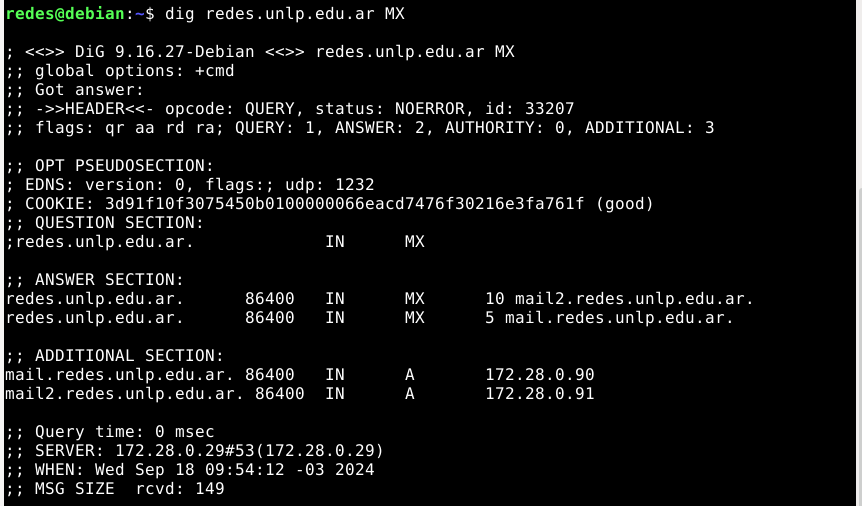 redes@debian:~$ dig redes.unlp.edu.ar MX
; <<>> DiG 9.16.27-Debian <<>> redes.unlp.edu.ar MX
;; global options: +cmd
;; Got answer:
;; ->>HEADER<<- opcode: QUERY, status: NOERROR, id: 33207
;; flags: qr aa rd ra; QUERY: 1, ANSWER: 2, AUTHORITY: 0, ADDITIONAL: 3
;; OPT PSEUDOSECTION:
; EDNS: version: 0, flags:; udp: 1232
; COOKIE: 3d91f10f3075450b0100000066eacd7476f30216e3fa761f (good)
;; QUESTION SECTION:
;redes.unlp.edu.ar. IN MX
;; ANSWER SECTION:
redes.unlp.edu.ar. 86400 IN MX 10 mail2.redes.unlp.edu.ar.
redes.unlp.edu.ar. 86400 IN MX 5 mail.redes.unlp.edu.ar.
;; ADDITIONAL SECTION:
mail.redes.unlp.edu.ar. 86400 IN A 172.28.0.90
mail2.redes.unlp.edu.ar. 86400 IN A 172.28.0.91
;; Query time: 0 msec
;; SERVER: 172.28.0.29#53(172.28.0.29)
;; WHEN: Wed Sep 18 09:54:12 -03 2024
;; MSG SIZE rcvd: 149